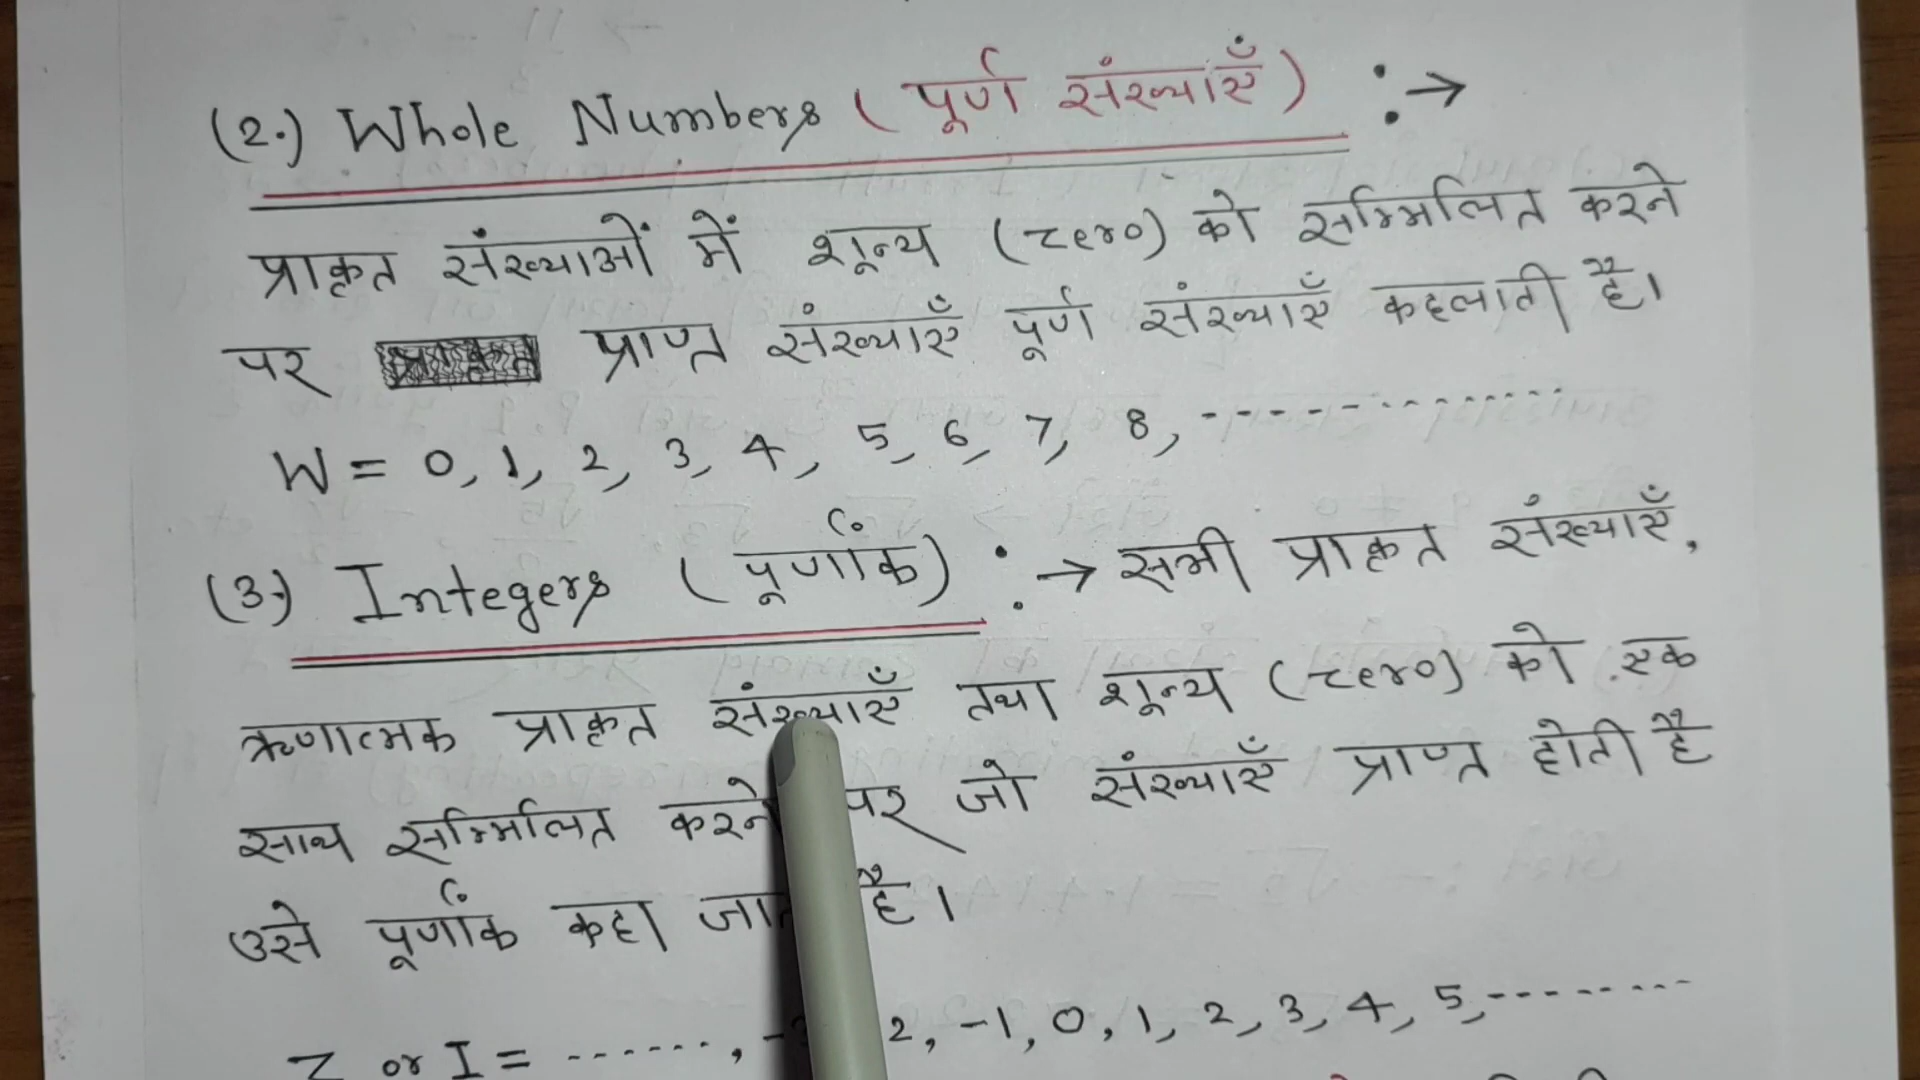 (2.) Whole Numbers (पूर्ण संख्याएँ) :→
प्राकृत संख्याओं में शून्य (zero) को सम्मिलित करने
पर प्राप्त संख्याएँ पूर्ण संख्याएँ कहलाती है।
W = 0, 1, 2, 3, 4, 5, 6, 7, 8, --------------
(3.) Integers (पूर्णांक) :→ सभी प्राकृत संख्याएँ,
ऋणात्मक प्राकृत संख्याएँ तथा शून्य (zero) को एक
साथ सम्मिलित करने पर जो संख्याएँ प्राप्त होती है
उसे पूर्णांक कहा है।
Z or I = ------, 2, -1, 0, 1, 2, 3, 4, 5, --------